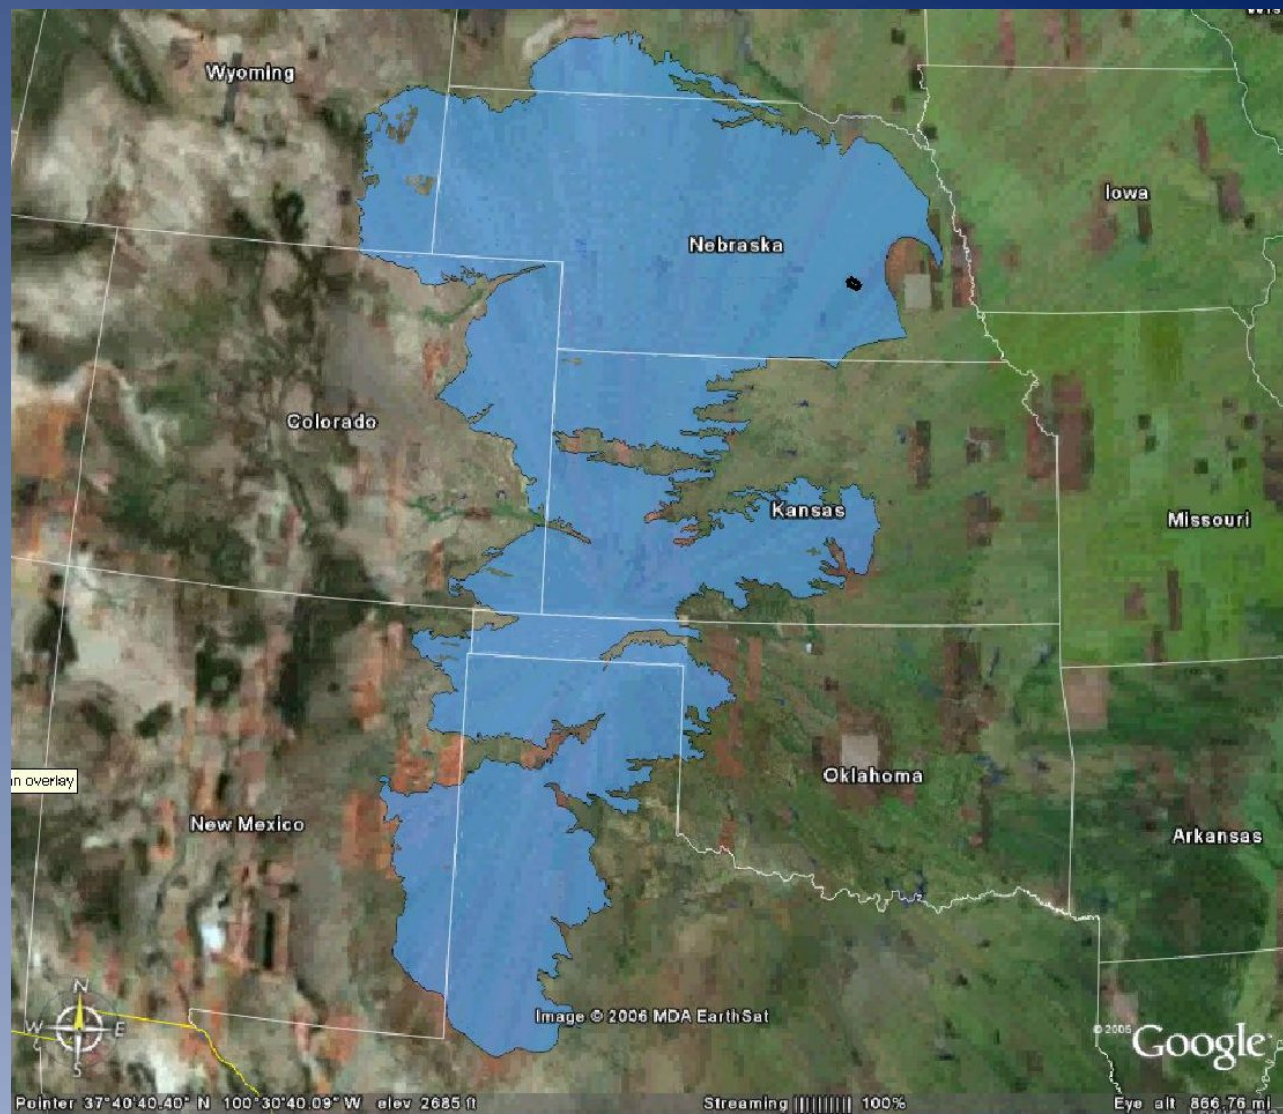 Wyoming
Iowa
Nebraska
Colorado
Kansas
Missouri
an overlay
Oklahoma
New Mexico
Arkansas
N
W E
S
Image © 2006 MDA EarthSat
© 2006
Google
Pointer 37°40'40.40" N 100°30'40.09" W elev 2685 ft
Streaming |||||||||| 100%
Eye alt 866.76 mi